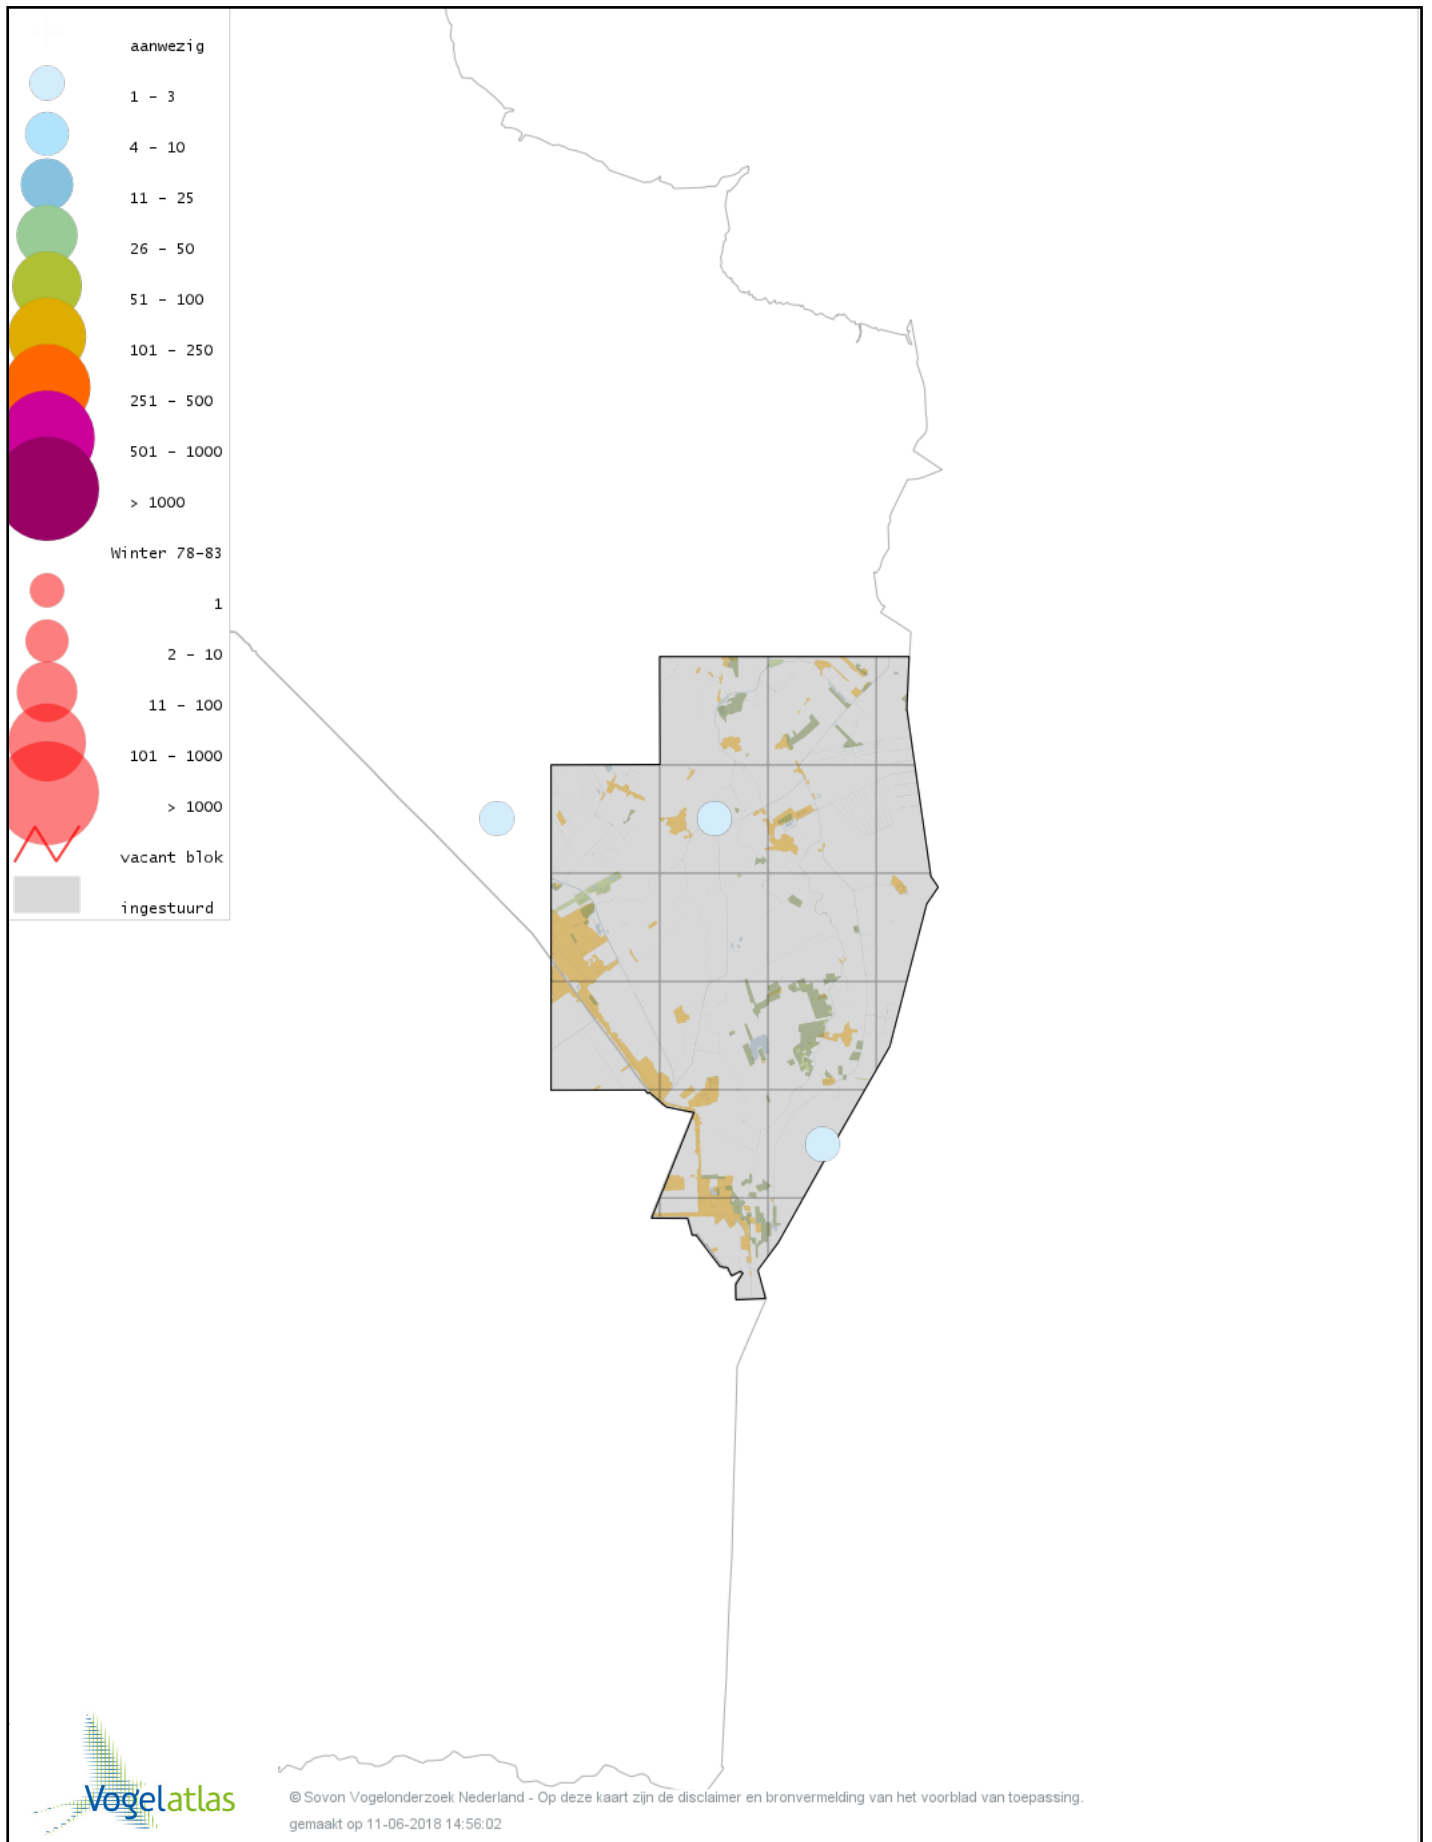 aanwezig
1 - 3
4 - 10
11 - 25
26 - 50
51 - 100
101 - 250
251 - 500
501 - 1000
> 1000
Winter 78-83
1
2 - 10
11 - 100
101 - 1000
> 1000
vacant blok
ingestuurd
Vogelatlas
© Sovon Vogelonderzoek Nederland - Op deze kaart zijn de disclaimer en bronvermelding van het voorblad van toepassing.
gemaakt op 11-06-2018 14:56:02